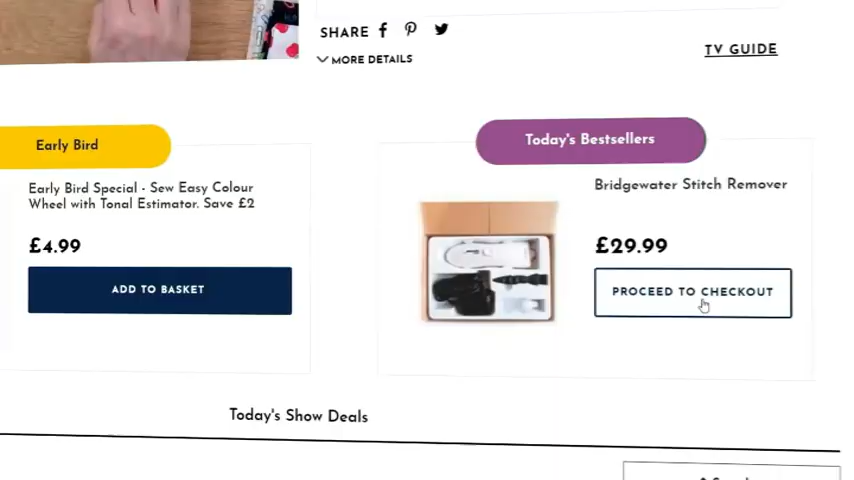 SHARE
MORE DETAILS
TV GUIDE
Early Bird
Early Bird Special - Sew Easy Colour
Wheel with Tonal Estimator. Save £2
£4.99
ADD TO BASKET
Today's Bestsellers
Bridgewater Stitch Remover
£29.99
PROCEED TO CHECKOUT
Today's Show Deals